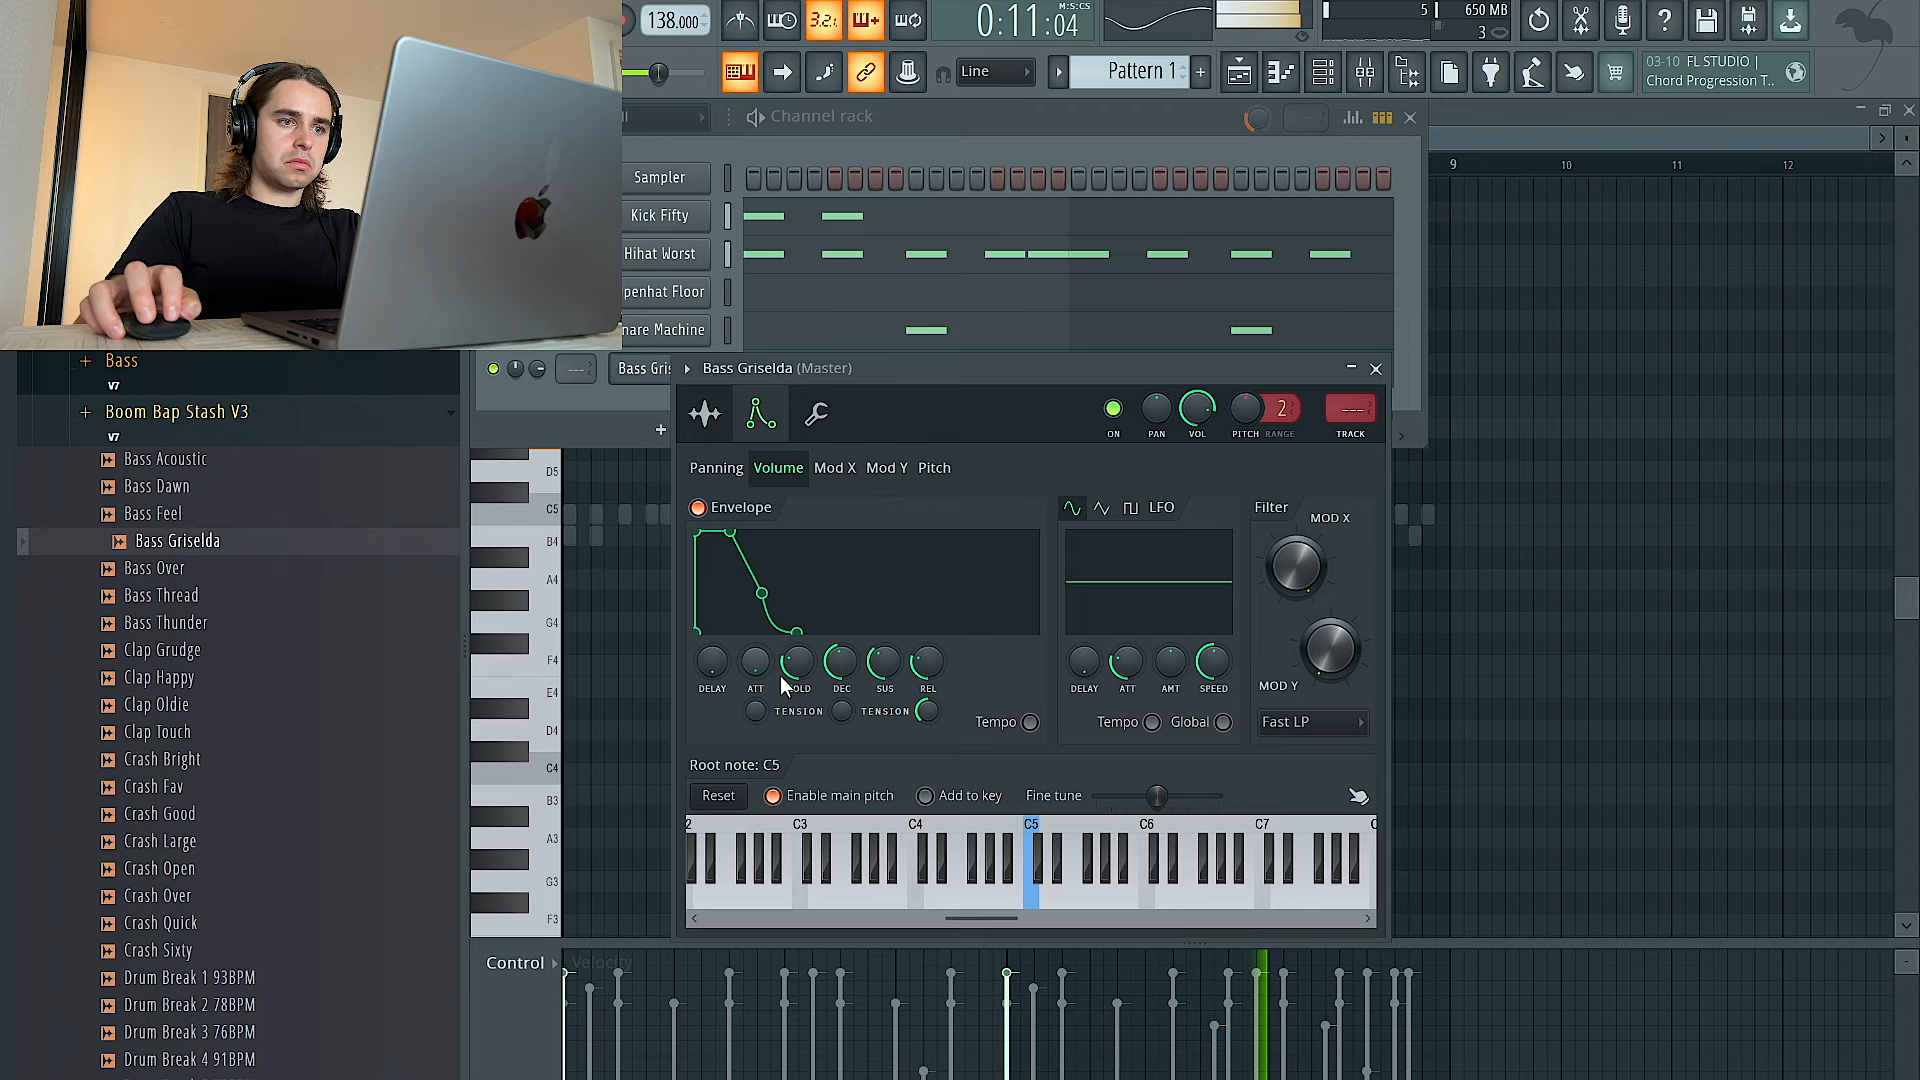 138.000
3.2.
0:11:04
M:S:CS
5
650 MB
3
Line
Pattern 1
+
03-10 FL STUDIO |
Chord Progression T..
Channel rack
9 10 11 12
Sampler
Kick Fifty
Hihat Worst
penhat Floor
nare Machine
Bass Gris
Bass Griselda (Master)
ON PAN VOL PITCH RANGE TRACK
2
---
Panning Volume Mod X Mod Y Pitch
Envelope
LFO
Filter
MOD X
DELAY ATT OLD DEC SUS REL
TENSION TENSION
Tempo
DELAY ATT AMT SPEED
Tempo Global
MOD Y
Fast LP
Root note: C5
Reset Enable main pitch Add to key Fine tune
2 C3 C4 C5 C6 C7 C
D5
C5
B4
A4
G4
F4
E4
D4
C4
B3
A3
G3
F3
Control Velocity
Bass
V7
Boom Bap Stash V3
V7
Bass Acoustic
Bass Dawn
Bass Feel
Bass Griselda
Bass Over
Bass Thread
Bass Thunder
Clap Grudge
Clap Happy
Clap Oldie
Clap Touch
Crash Bright
Crash Fav
Crash Good
Crash Large
Crash Open
Crash Over
Crash Quick
Crash Sixty
Drum Break 1 93BPM
Drum Break 2 78BPM
Drum Break 3 76BPM
Drum Break 4 91BPM